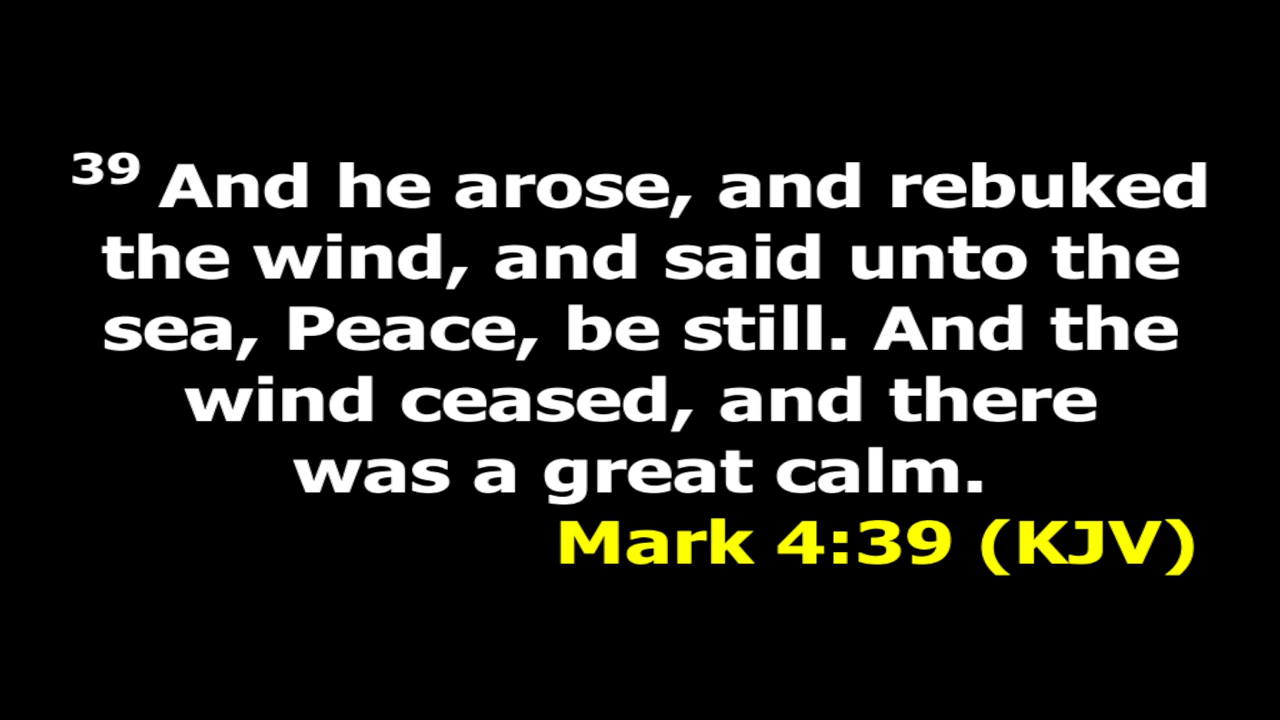 39 And he arose, and rebuked
the wind, and said unto the
sea, Peace, be still. And the
wind ceased, and there
was a great calm.
Mark 4:39 (KJV)